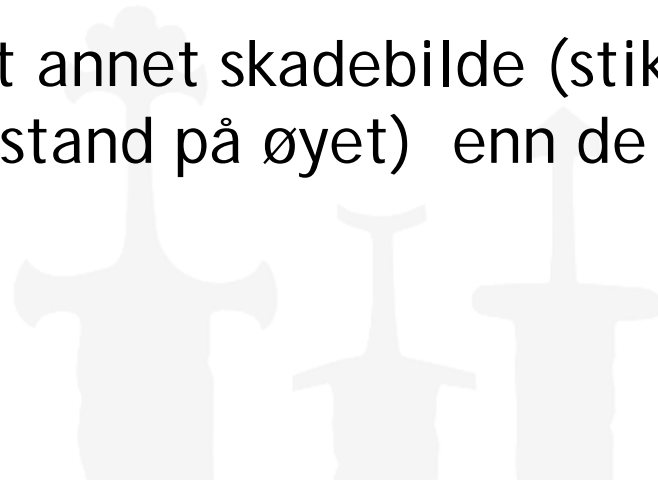 t annet skadebilde (stik
stand på øyet) enn de